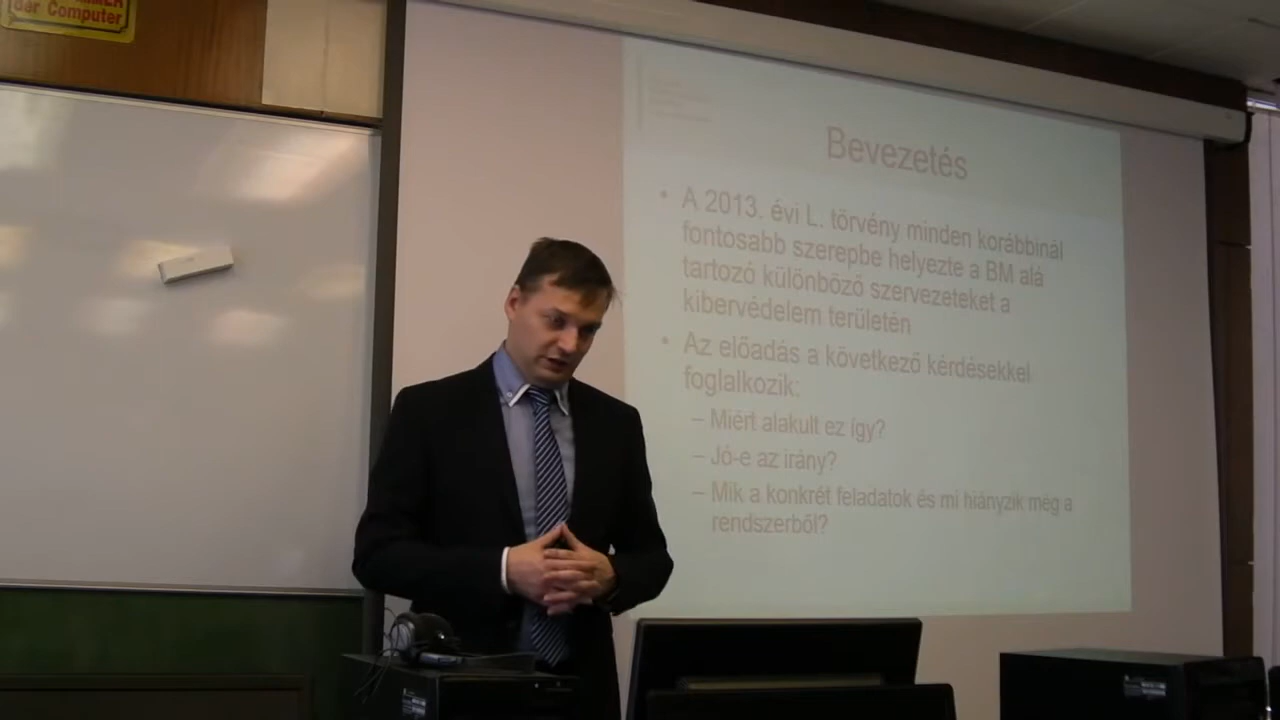 der Computer
Bevezetés
• A 2013. évi L. törvény minden korábbinál
fontosabb szerepbe helyezte a BM alá
tartozó különböző szervezeteket a
kibervédelem területén
• Az előadás a következő kérdésekkel
foglalkozik:
– Miért alakult ez így?
– Jó-e az irány?
– Mik a konkrét feladatok és mi hiányzik még a
rendszerből?